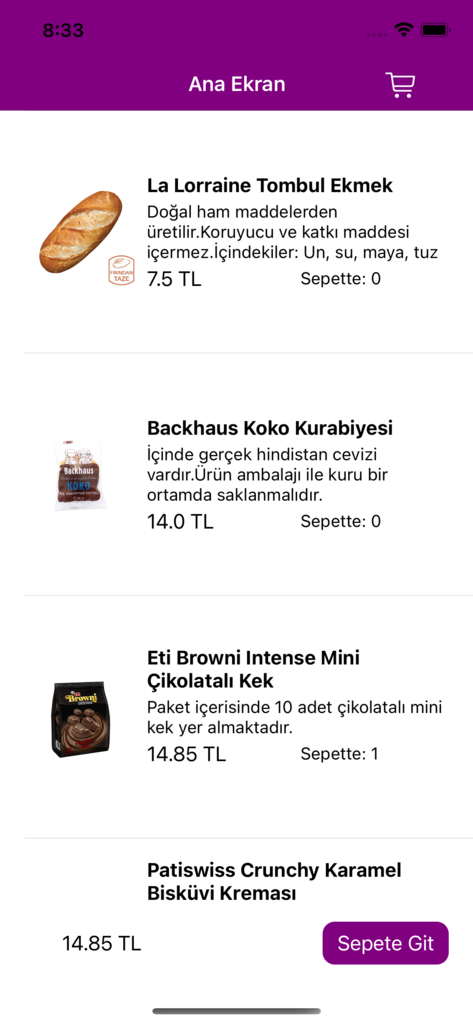 8:33
Ana Ekran
La Lorraine Tombul Ekmek
Doğal ham maddelerden
üretilir.Koruyucu ve katkı maddesi
içermez.İçindekiler: Un, su, maya, tuz
FIRINDAN
TAZE
7.5 TL
Sepette: 0
Backhaus Koko Kurabiyesi
İçinde gerçek hindistan cevizi
vardır.Ürün ambalajı ile kuru bir
ortamda saklanmalıdır.
Backhaus
KOKO
14.0 TL
Sepette: 0
Eti Browni Intense Mini
Çikolatalı Kek
Paket içerisinde 10 adet çikolatalı mini
kek yer almaktadır.
Browni
14.85 TL
Sepette: 1
Patiswiss Crunchy Karamel
Bisküvi Kreması
14.85 TL
Sepete Git